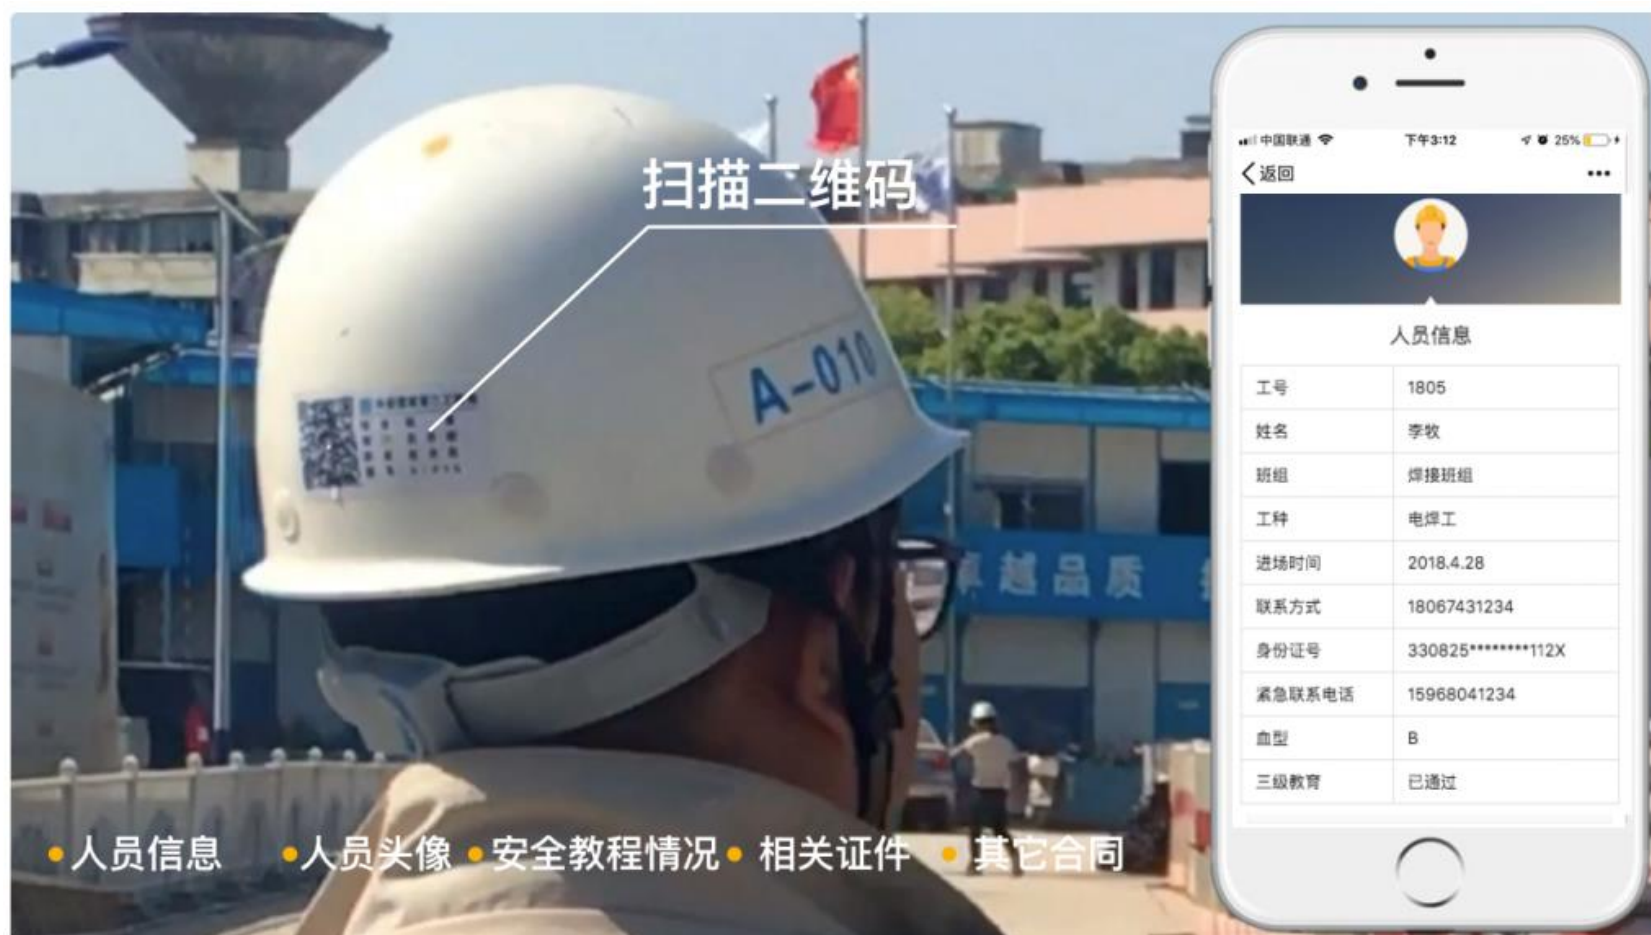 扫描二维码
A-010
卓越品质
●人员信息 ●人员头像 ●安全教程情况 ●相关证件 ●其它合同
中国联通 下午3:12 25%
返回 •••
人员信息
工号 1805
姓名 李牧
班组 焊接班组
工种 电焊工
进场时间 2018.4.28
联系方式 18067431234
身份证号 330825********112X
紧急联系电话 15968041234
血型 B
三级教育 已通过